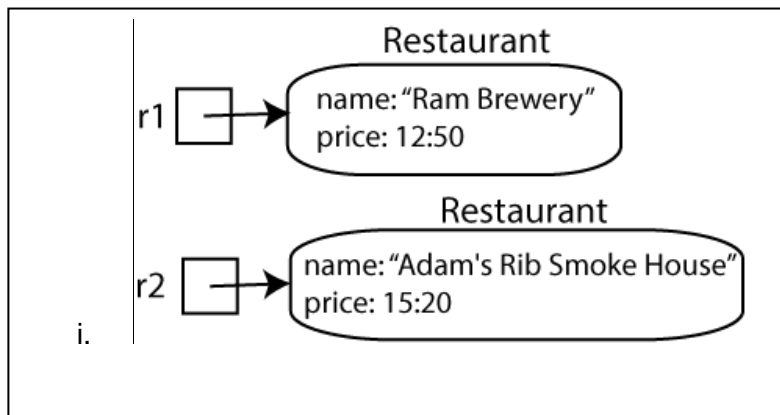 Restaurant
r1
name: “Ram Brewery”
price: 12:50
Restaurant
r2
name: “Adam's Rib Smoke House”
price: 15:20
i.